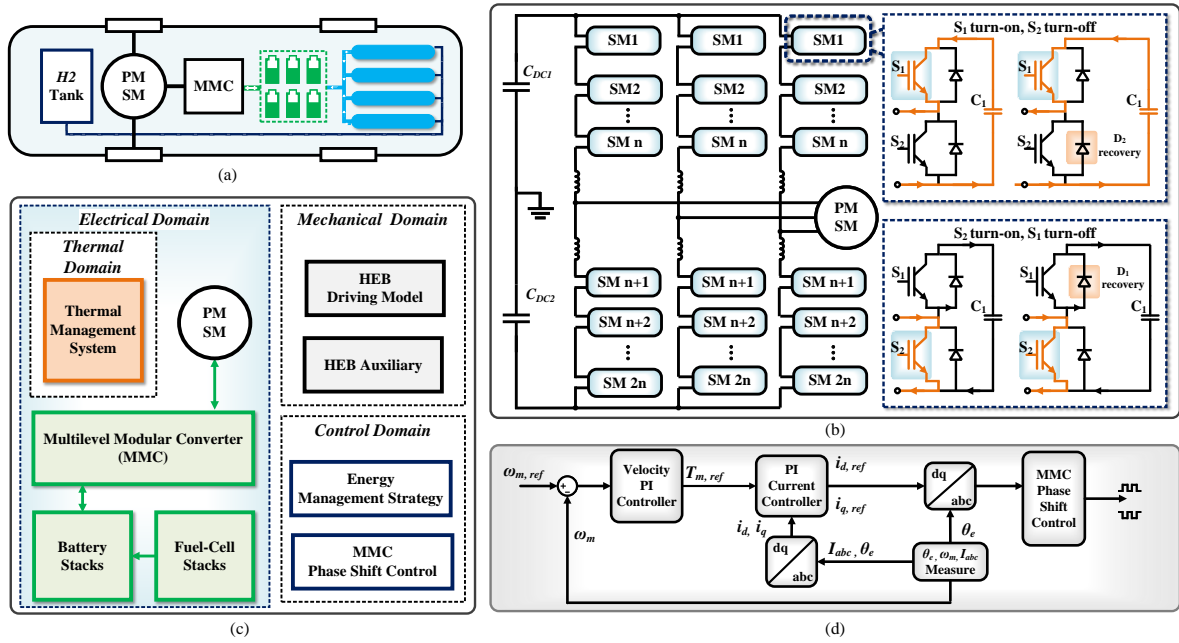 H2
Tank
PM
SM
MMC
(a)
C_DC1
C_DC2
SM1
SM1
SM1
SM2
SM2
SM2
SM n
SM n
SM n
PM
SM
SM n+1
SM n+1
SM n+1
SM n+2
SM n+2
SM n+2
SM 2n
SM 2n
SM 2n
S1 turn-on, S2 turn-off
S1
S2
C1
S1
S2
C1
D2
recovery
S2 turn-on, S1 turn-off
S1
S2
C1
S1
S2
C1
D1
recovery
(b)
Electrical Domain
Thermal
Domain
Thermal
Management
System
PM
SM
Multilevel Modular Converter
(MMC)
Battery
Stacks
Fuel-Cell
Stacks
Mechanical Domain
HEB
Driving Model
HEB Auxiliary
Control Domain
Energy
Management Strategy
MMC
Phase Shift Control
(c)
ωm, ref
+
−
ωm
Velocity
PI
Controller
Tm, ref
PI
Current
Controller
id, ref
iq, ref
id, iq
dq
abc
Iabc , θe
dq
abc
θe
θe , ωm, Iabc
Measure
MMC
Phase
Shift
Control
(d)